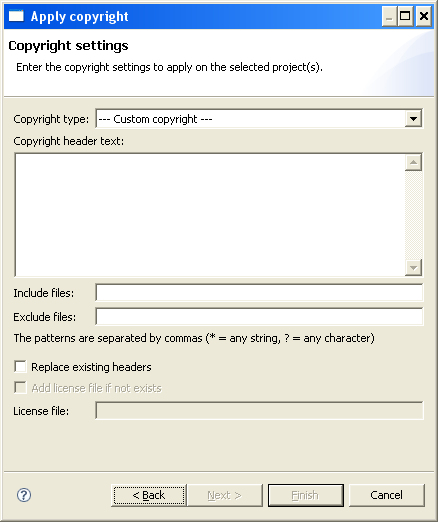 Apply copyright
Copyright settings
Enter the copyright settings to apply on the selected project(s).
Copyright type: --- Custom copyright ---
Copyright header text:
Include files:
Exclude files:
The patterns are separated by commas (* = any string, ? = any character)
Replace existing headers
Add license file if not exists
License file:
? < Back Next > Finish Cancel